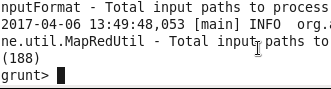 nputFormat - Total input paths to process
2017-04-06 13:49:48,053 [main] INFO org.
ne.util.MapRedUtil - Total input paths to
(188)
grunt>